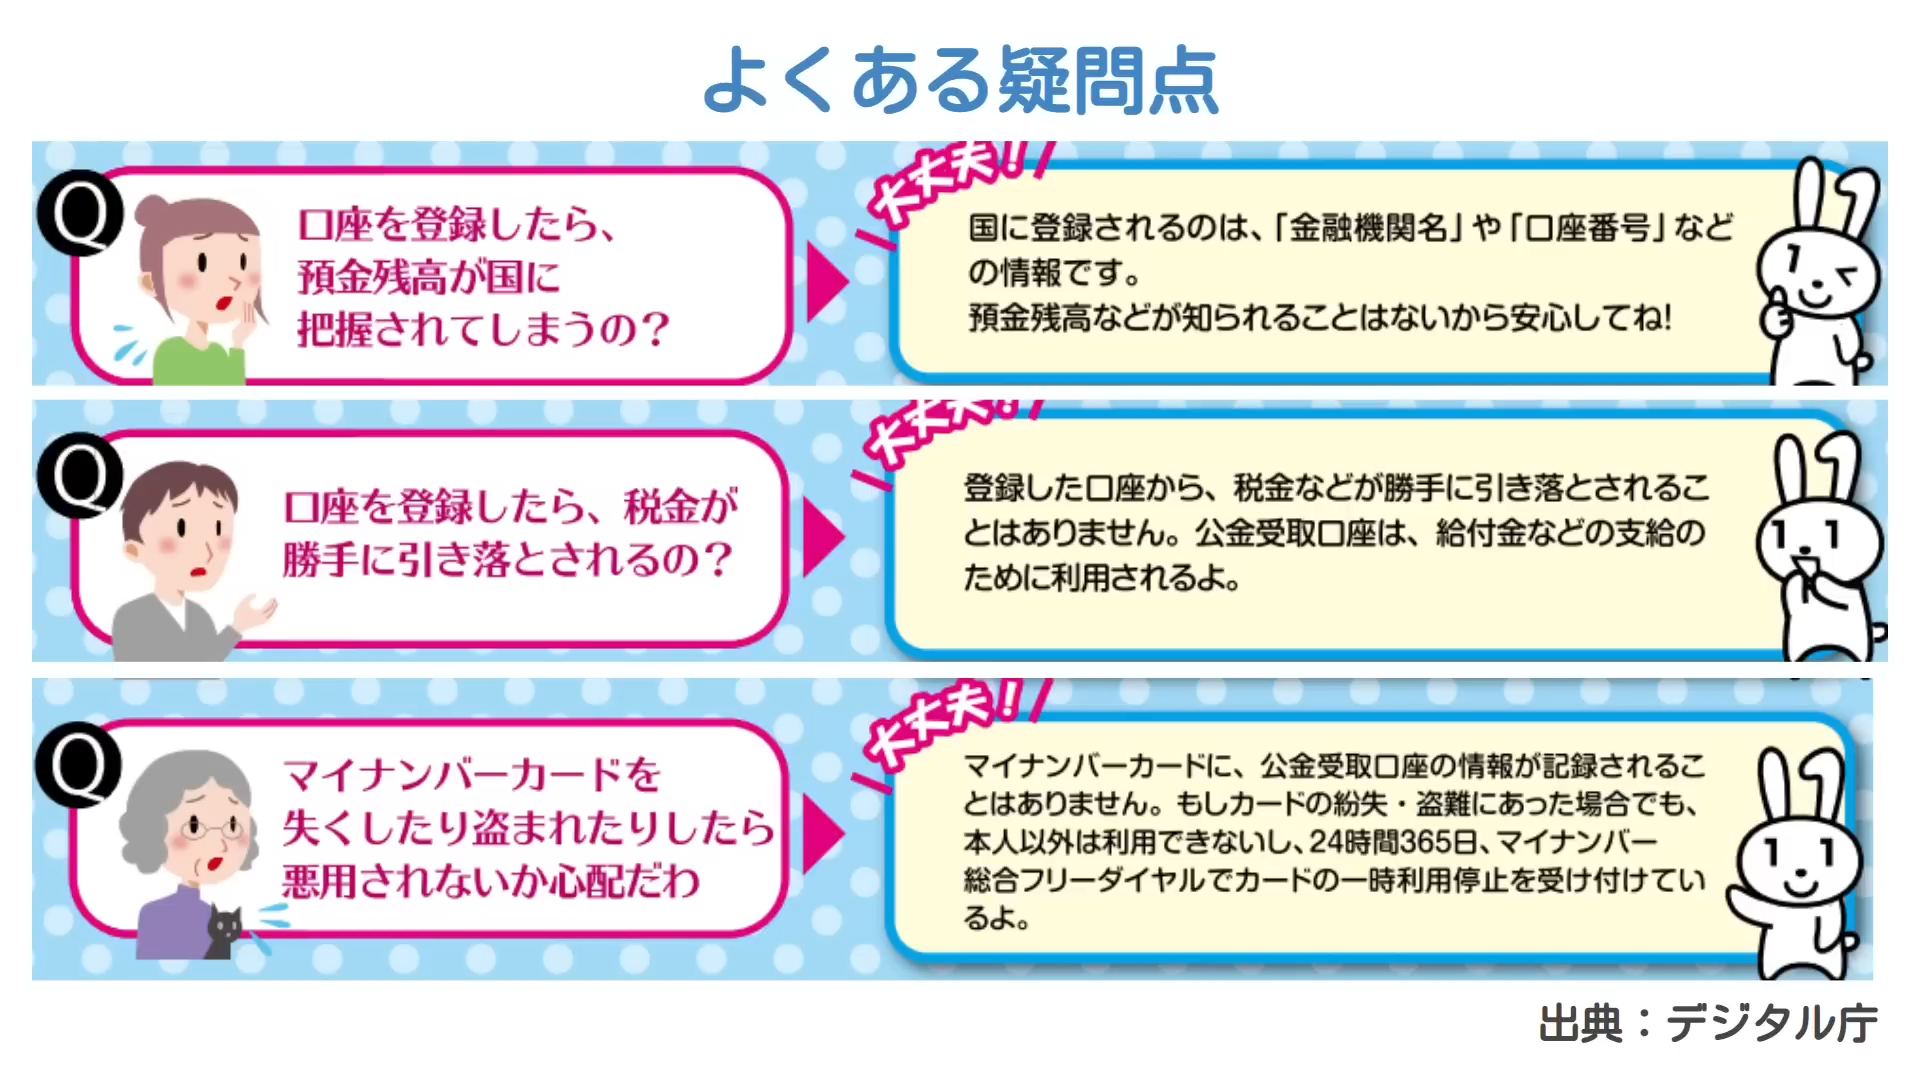 よくある疑問点
Q
口座を登録したら、
預金残高が国に
把握されてしまうの？
大丈夫！
国に登録されるのは、「金融機関名」や「口座番号」など
の情報です。
預金残高などが知られることはないから安心してね!
Q
口座を登録したら、税金が
勝手に引き落とされるの？
大丈夫！
登録した口座から、税金などが勝手に引き落とされるこ
とはありません。公金受取口座は、給付金などの支給の
ために利用されるよ。
Q
マイナンバーカードを
失くしたり盗まれたりしたら
悪用されないか心配だわ
大丈夫！
マイナンバーカードに、公金受取口座の情報が記録されるこ
とはありません。もしカードの紛失・盗難にあった場合でも、
本人以外は利用できないし、24時間365日、マイナンバー
総合フリーダイヤルでカードの一時利用停止を受け付けてい
るよ。
出典：デジタル庁